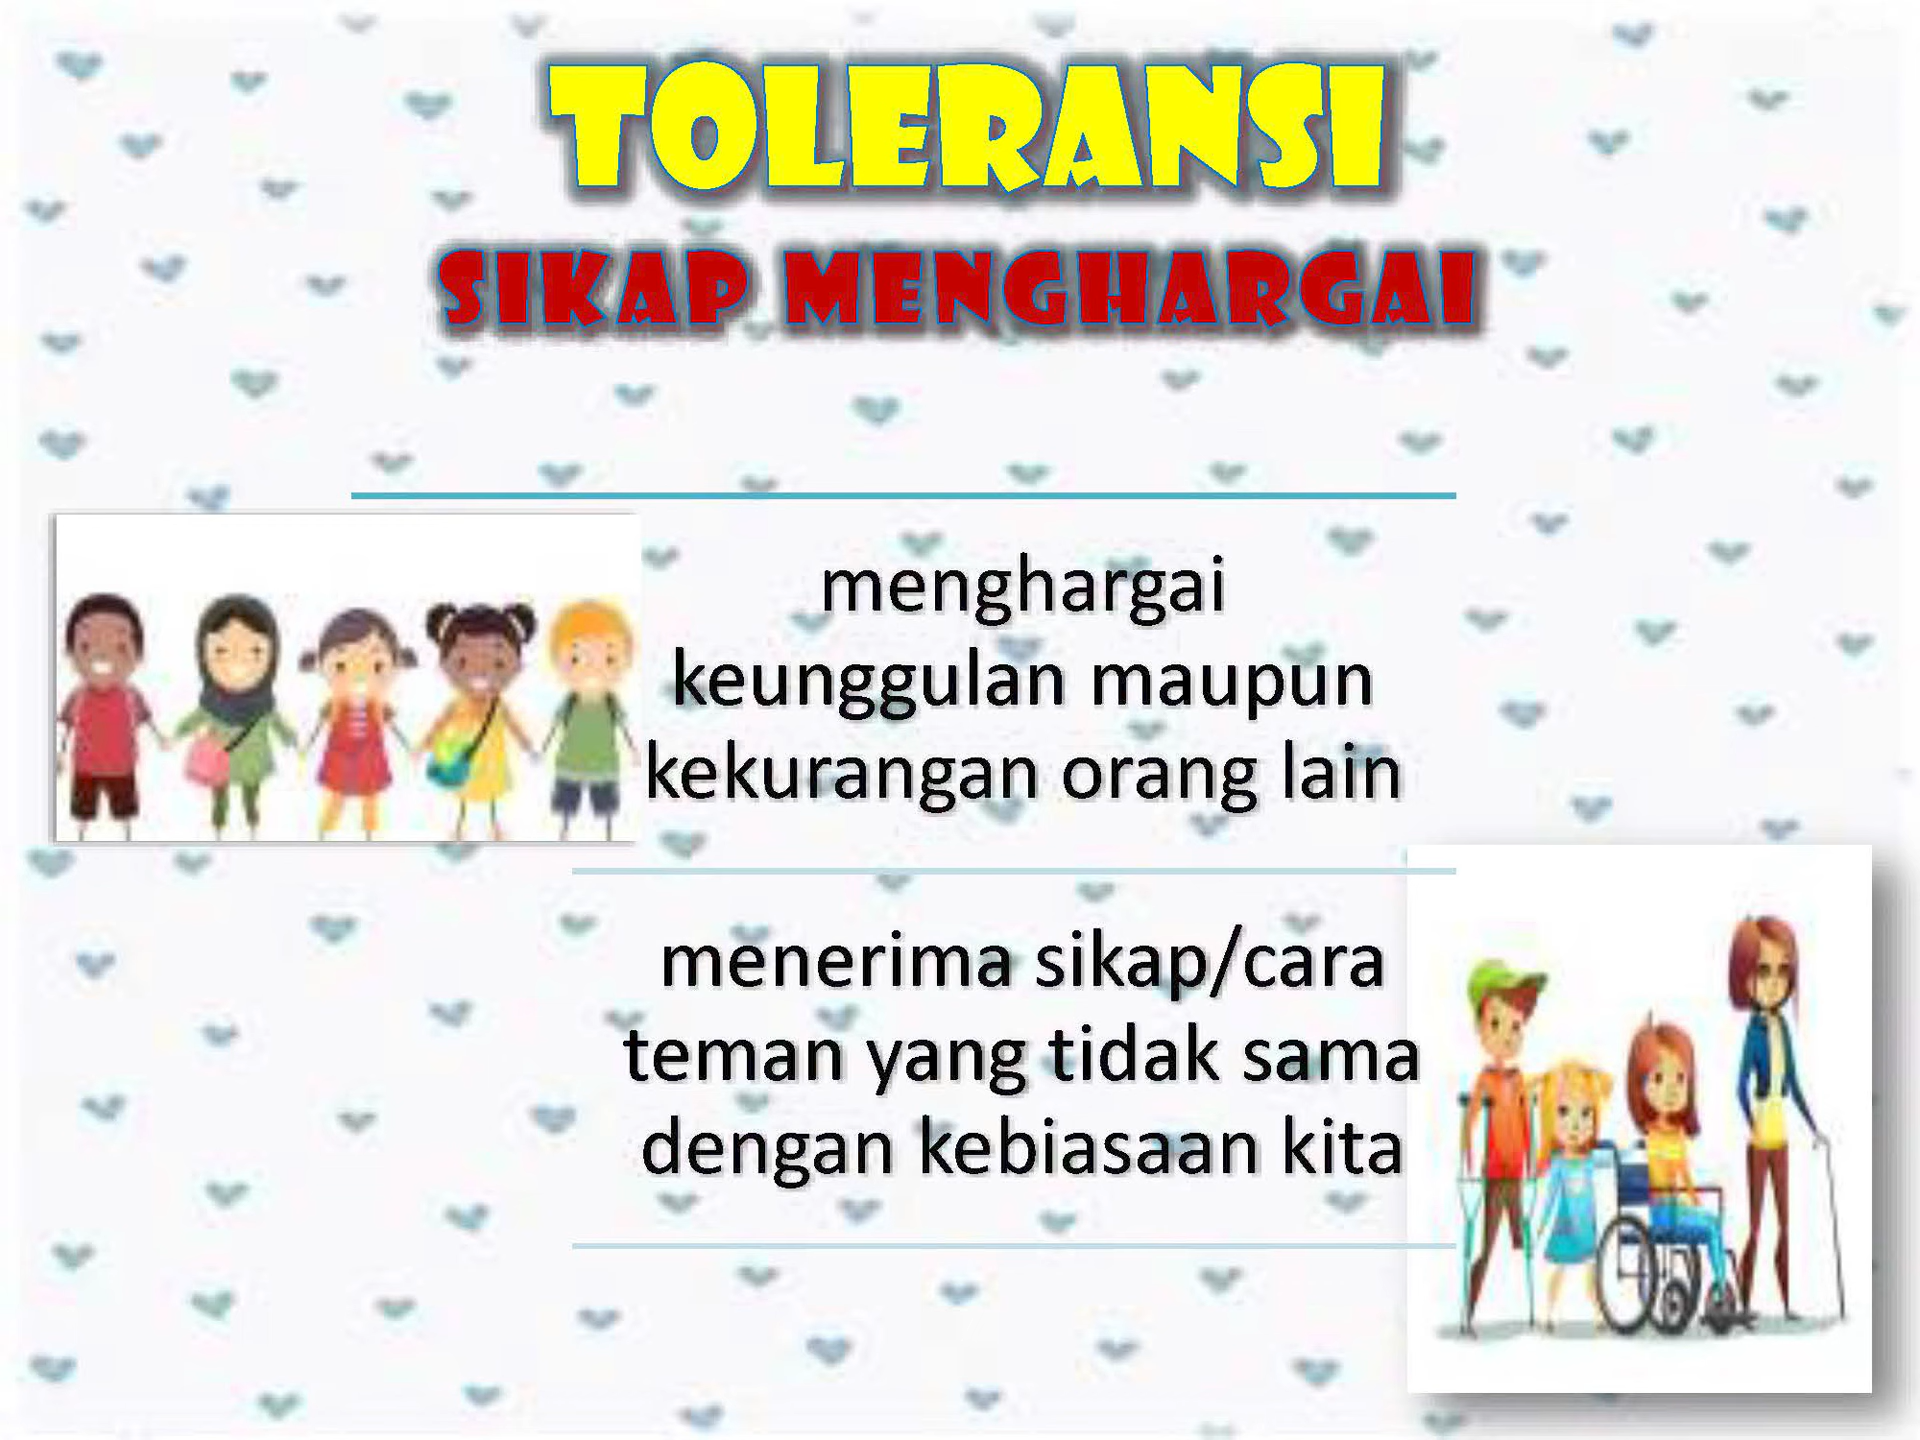 TOLERANSI
SIKAP MENGHARGAI
menghargai
keunggulan maupun
kekurangan orang lain
menerima sikap/cara
teman yang tidak sama
dengan kebiasaan kita